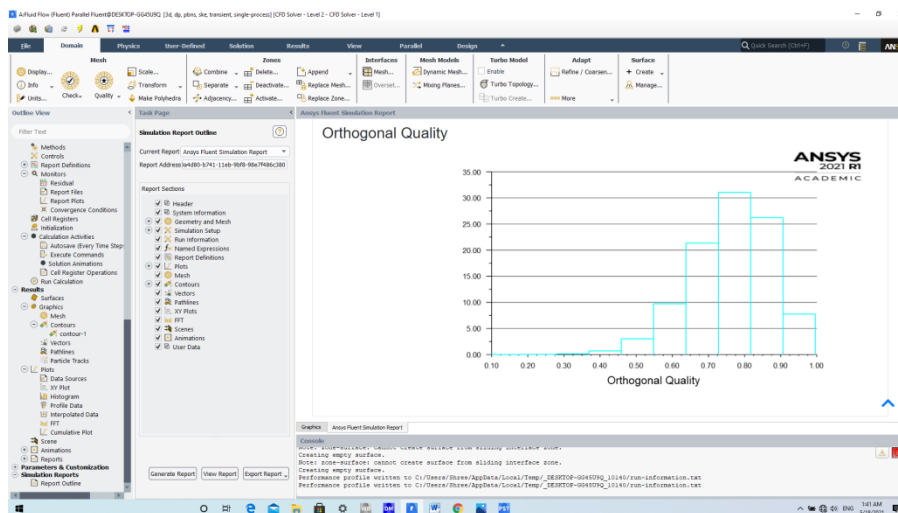 A:Fluid Flow (Fluent) Parallel Fluent@DESKTOP-GG45U9Q [3d, dp, pbns, ske, transient, single-process] [CFD Solver - Level 2 - CFD Solver - Level 1]
File Domain Physics User-Defined Solution Results View Parallel Design
Quick Search (Ctrl+F)
ANS
Mesh Zones Interfaces Mesh Models Turbo Model Adapt Surface
Display... Scale... Combine Delete... Append Mesh... Dynamic Mesh... Enable Refine / Coarsen... + Create
Info Transform Separate Deactivate... Replace Mesh... Overset... Mixing Planes... Turbo Topology... Manage...
Units... Check Quality Make Polyhedra Adjacency... Activate... Replace Zone... Turbo Create... More
Outline View
Filter Text
Methods
Controls
Report Definitions
Monitors
Residual
Report Files
Report Plots
Convergence Conditions
Cell Registers
Initialization
Calculation Activities
Autosave (Every Time Step
Execute Commands
Solution Animations
Cell Register Operations
Run Calculation
Results
Surfaces
Graphics
Mesh
Contours
contour-1
Vectors
Pathlines
Particle Tracks
Plots
Data Sources
XY Plot
Histogram
Profile Data
Interpolated Data
FFT
Cumulative Plot
Scene
Animations
Reports
Parameters & Customization
Simulation Reports
Report Outline
Task Page
Simulation Report Outline
Current Report Ansys Fluent Simulation Report
Report Address
Report Sections
Header
System Information
Geometry and Mesh
Simulation Setup
Run Information
Named Expressions
Report Definitions
Plots
Mesh
Contours
Vectors
Pathlines
XY Plots
FFT
Scenes
Animations
User Data
Generate Report View Report Export Report
Ansys Fluent Simulation Report
Orthogonal Quality
ANSYS
2021 R1
ACADEMIC
35.00
30.00
25.00
20.00
15.00
10.00
5.00
0.00
0.10 0.20 0.30 0.40 0.50 0.60 0.70 0.80 0.90 1.00
Orthogonal Quality
Graphics Ansys Fluent Simulation Report
Console
Note: zone-surface: cannot create surface from sliding interface zone.
Creating empty surface.
Note: zone-surface: cannot create surface from sliding interface zone.
Creating empty surface.
Performance profile written to C:/Users/Shree/AppData/Local/Temp/_DESKTOP-GG45U9Q_10140/run-information.txt
Performance profile written to C:/Users/Shree/AppData/Local/Temp/_DESKTOP-GG45U9Q_10140/run-information.txt
ENG
1:41 AM